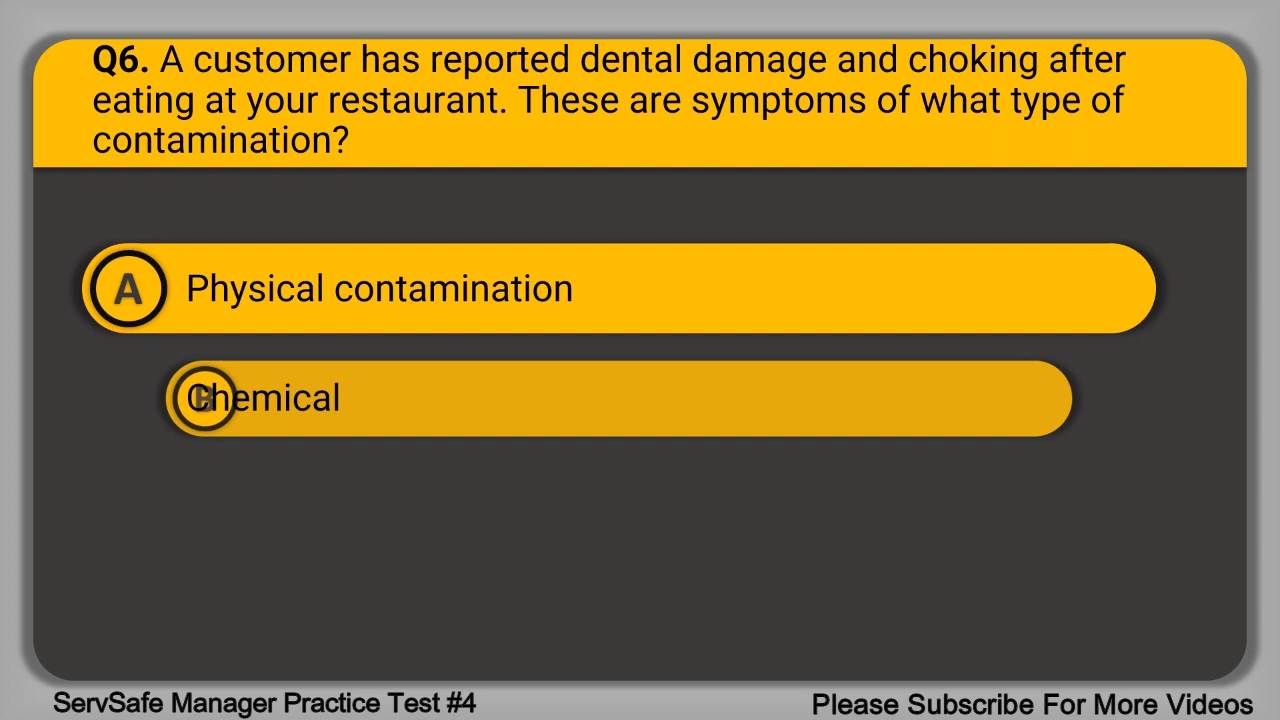 Q6. A customer has reported dental damage and choking after
eating at your restaurant. These are symptoms of what type of
contamination?
A Physical contamination
B Chemical
ServSafe Manager Practice Test #4
Please Subscribe For More Videos